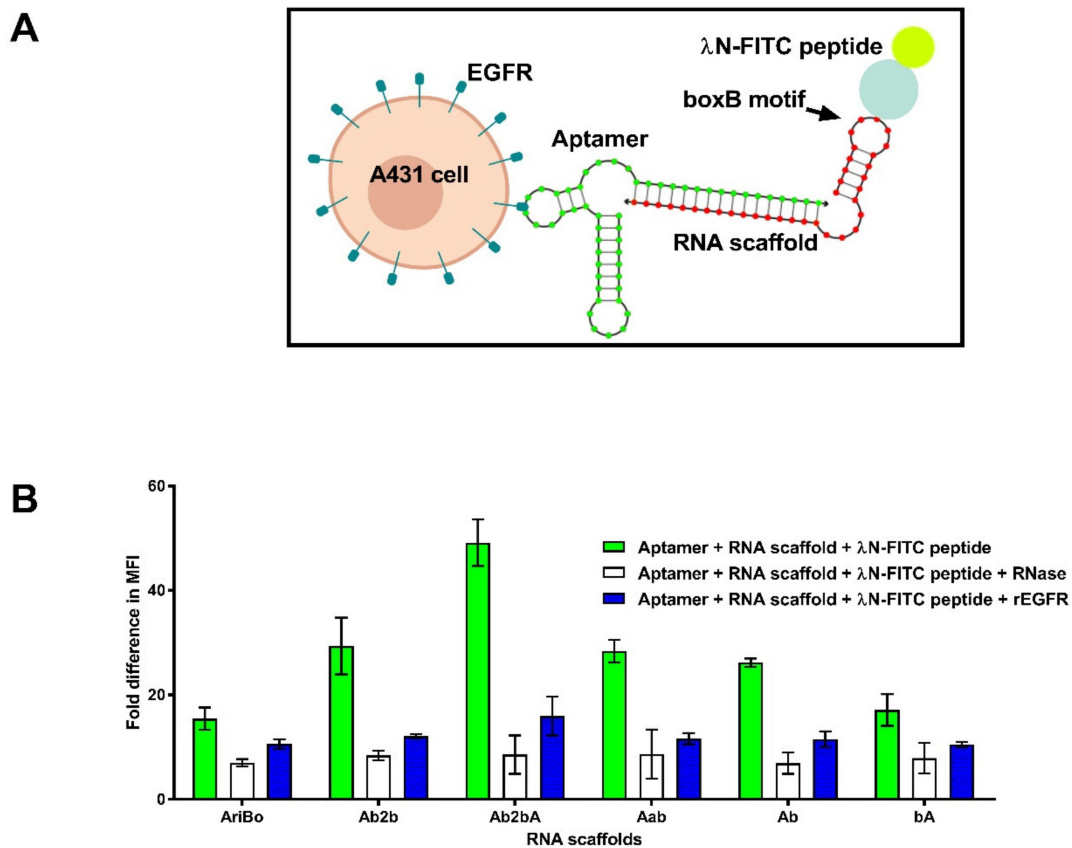 A
EGFR
λN-FITC peptide
boxB motif
Aptamer
A431 cell
RNA scaffold
B
60
40
20
0
Fold difference in MFI
Aptamer + RNA scaffold + λN-FITC peptide
Aptamer + RNA scaffold + λN-FITC peptide + RNase
Aptamer + RNA scaffold + λN-FITC peptide + rEGFR
AriBo Ab2b Ab2bA Aab Ab bA
RNA scaffolds